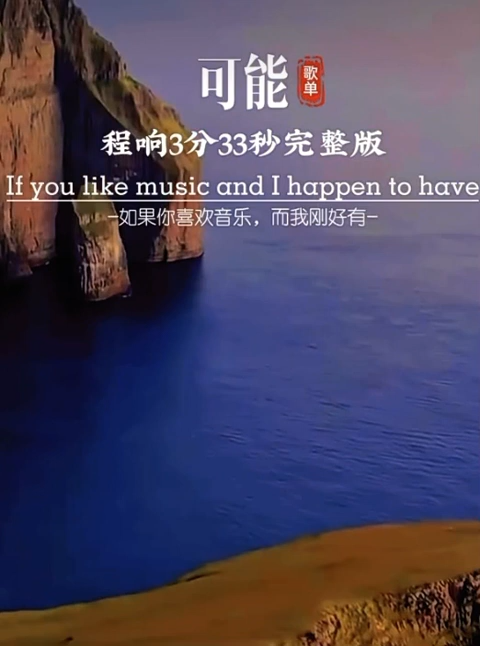 可能
歌单
程响3分33秒完整版
If you like music and I happen to have
-如果你喜欢音乐，而我刚好有-